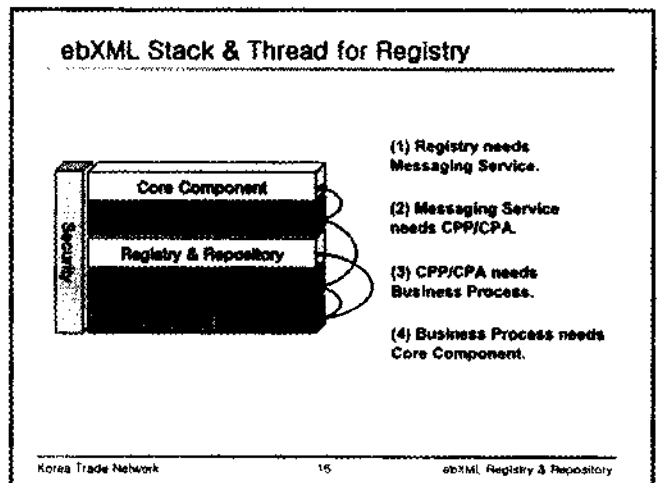 ebXML Stack & Thread for Registry
Core Component
Registry & Repository
Security
(1) Registry needs
Messaging Service.
(2) Messaging Service
needs CPP/CPA.
(3) CPP/CPA needs
Business Process.
(4) Business Process needs
Core Component.
Korea Trade Network
15
ebXML Registry & Repository